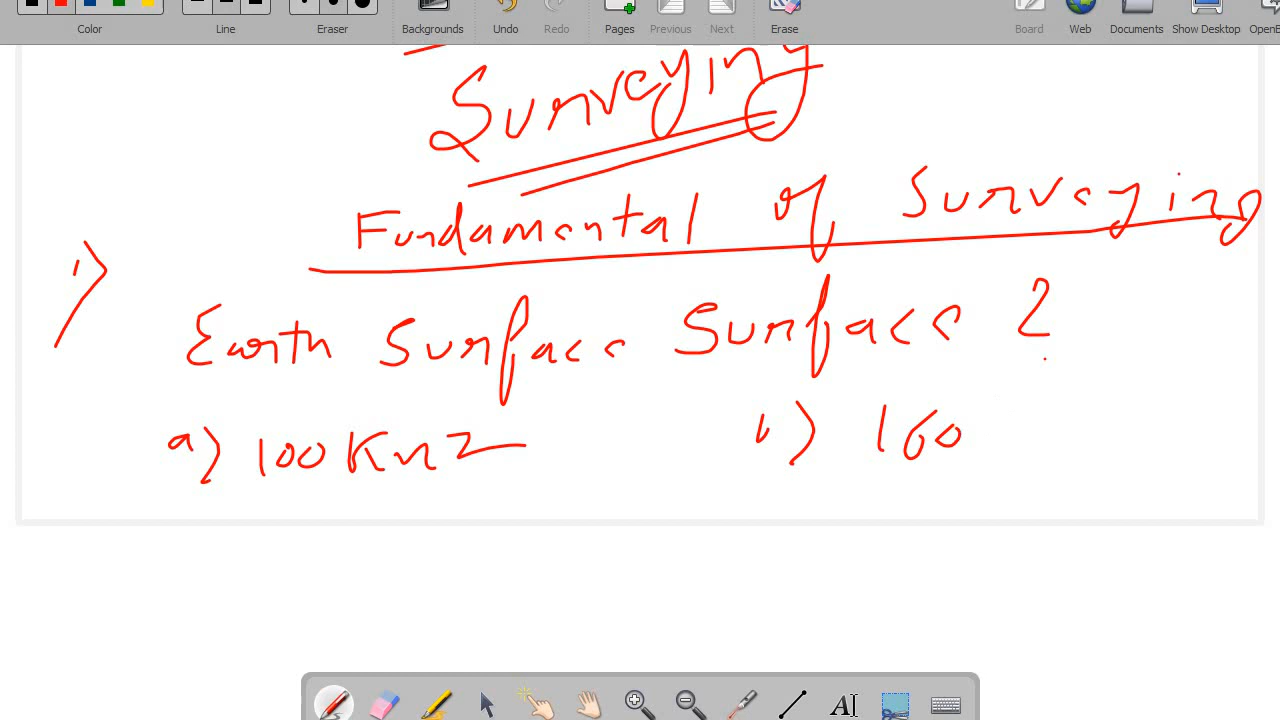 Color Line Eraser Backgrounds Undo Redo Pages Previous Next Erase Board Web Documents Show Desktop OpenB
Surveying
Fundamental of Surveying
1)
Earth Surface Surface ?
a) 100 Km2 b) 160